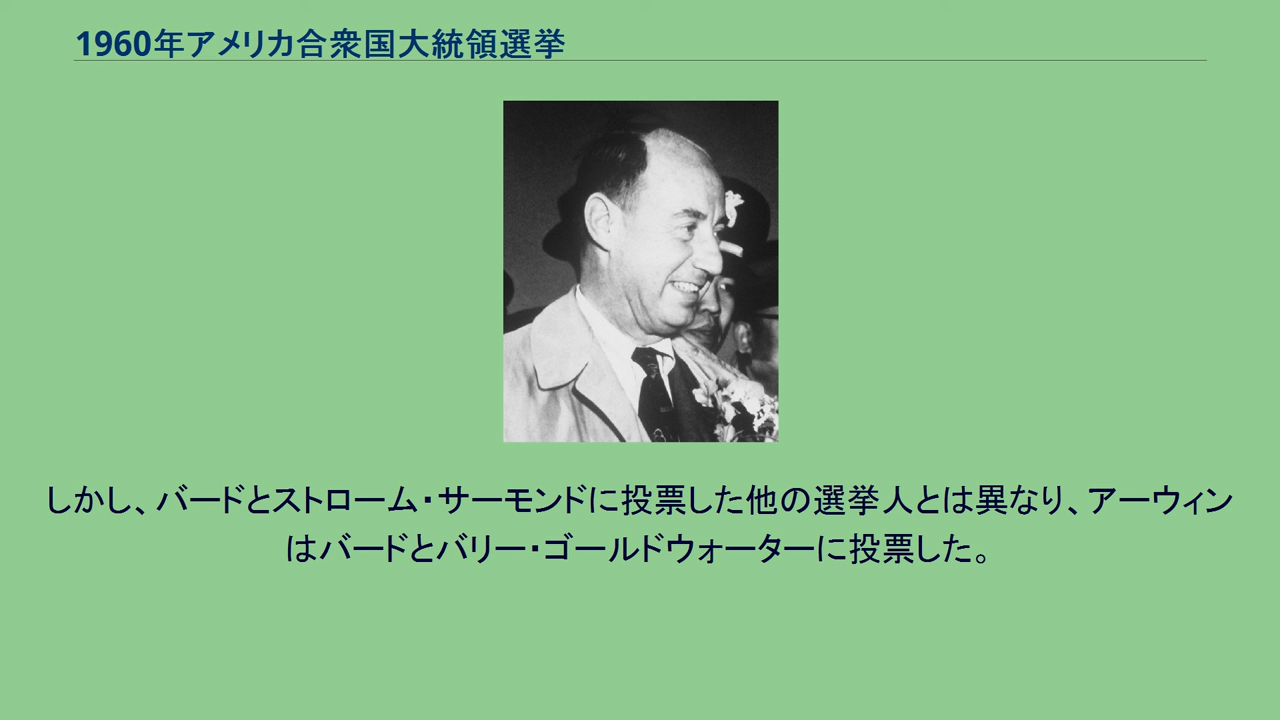 1960年アメリカ合衆国大統領選挙
しかし、バードとストローム・サーモンドに投票した他の選挙人とは異なり、アーウィン
はバードとバリー・ゴールドウォーターに投票した。